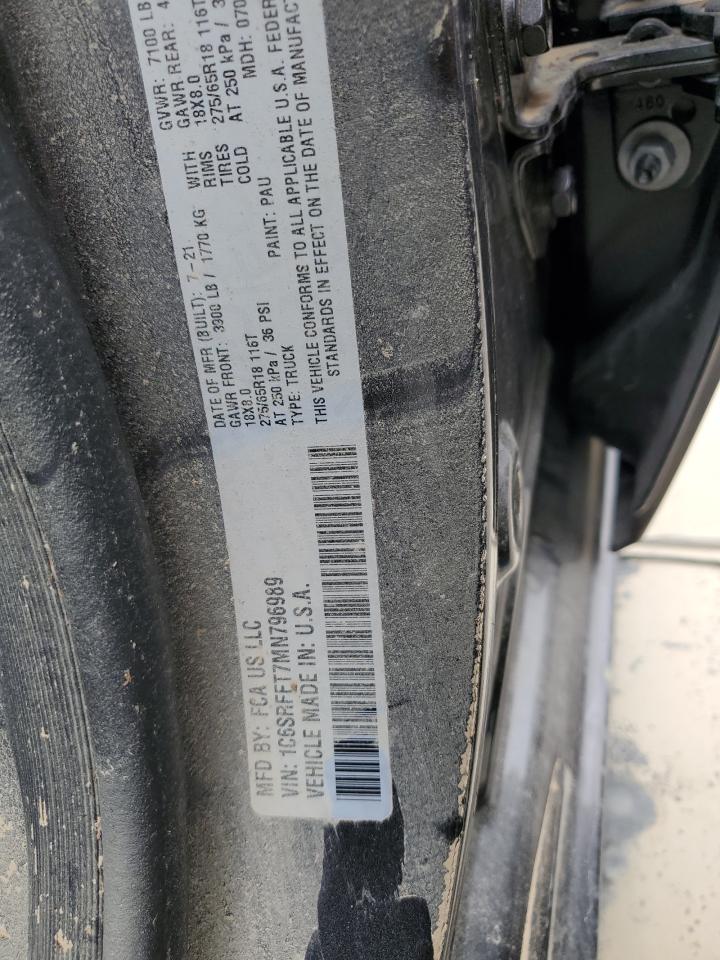 MFD BY: FCA US LLC
VIN: 1C6SRFFT7MN796989
VEHICLE MADE IN: U.S.A.
DATE OF MFR (BUILT): 7-21 GVWR: 7100 LB
GAWR FRONT: 3900 LB / 1770 KG WITH GAWR REAR: 4
18X8.0 RIMS 18X8.0
275/65R18 116T TIRES 275/65R18 116T
AT 250 kPa / 36 PSI COLD AT 250 kPa / 3
TYPE: TRUCK PAINT: PAU MDH: 070
THIS VEHICLE CONFORMS TO ALL APPLICABLE U.S.A. FEDER
STANDARDS IN EFFECT ON THE DATE OF MANUFAC
480